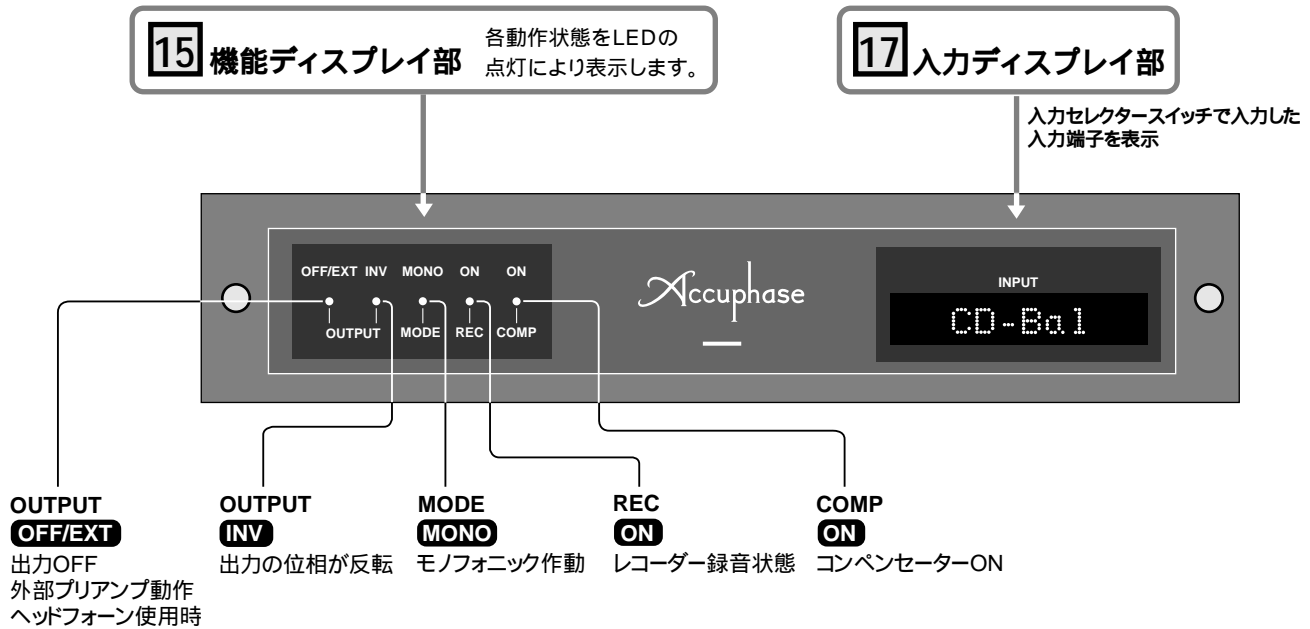 15 機能ディスプレイ部
各動作状態をLEDの
点灯により表示します。
17 入力ディスプレイ部
入力セレクタースイッチで入力した
入力端子を表示
OFF/EXT INV MONO ON ON
OUTPUT MODE REC COMP
Accuphase
INPUT
CD-Bal
OUTPUT
OFF/EXT
出力OFF
外部プリアンプ動作
ヘッドフォーン使用時
OUTPUT
INV
出力の位相が反転
MODE
MONO
モノフォニック作動
REC
ON
レコーダー録音状態
COMP
ON
コンペンセーターON